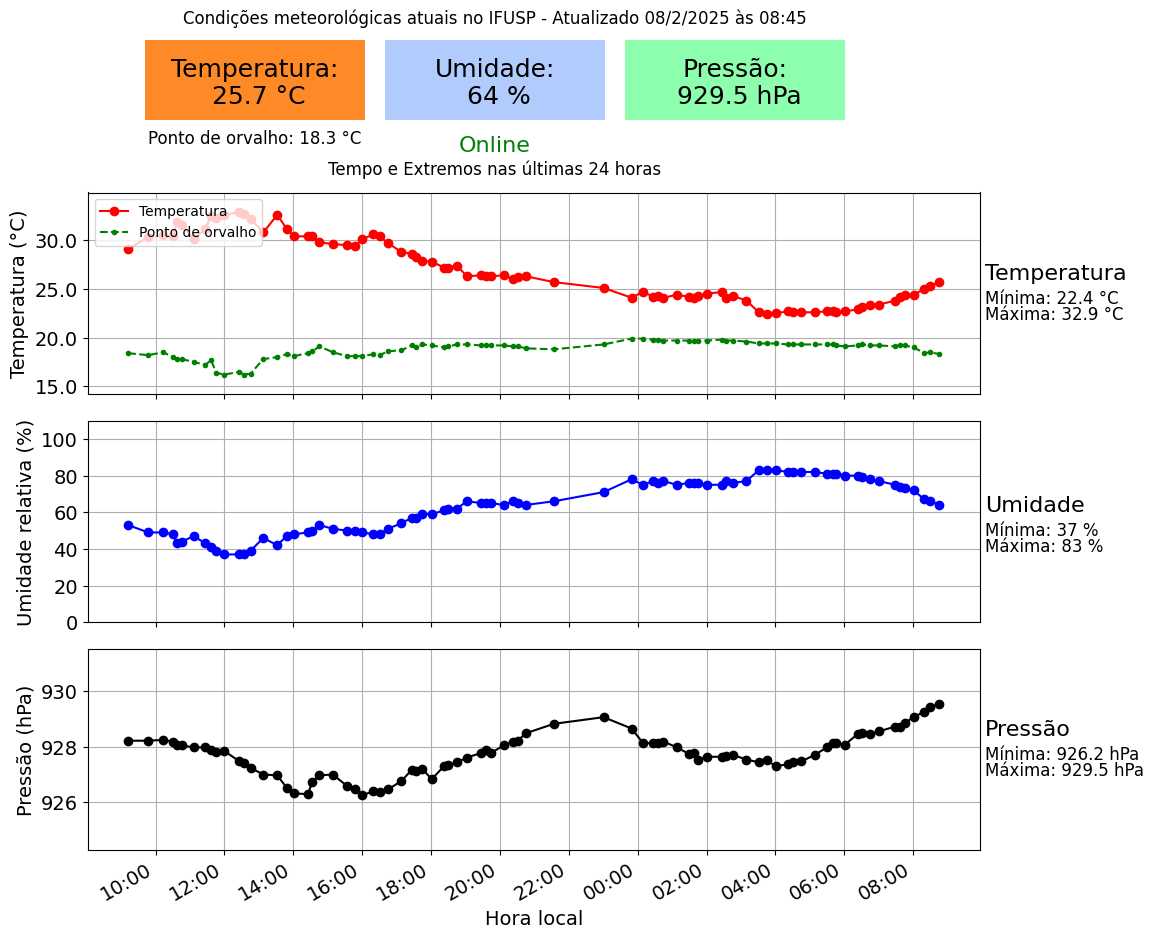 Condições meteorológicas atuais no IFUSP - Atualizado 08/2/2025 às 08:45
Temperatura:
25.7 °C
Umidade:
64 %
Pressão:
929.5 hPa
Ponto de orvalho: 18.3 °C
Online
Tempo e Extremos nas últimas 24 horas
Temperatura (°C)
30.0
25.0
20.0
15.0
Temperatura
Ponto de orvalho
Temperatura
Mínima: 22.4 °C
Máxima: 32.9 °C
Umidade relativa (%)
100
80
60
40
20
0
Umidade
Mínima: 37 %
Máxima: 83 %
Pressão (hPa)
930
928
926
Pressão
Mínima: 926.2 hPa
Máxima: 929.5 hPa
10:00 12:00 14:00 16:00 18:00 20:00 22:00 00:00 02:00 04:00 06:00 08:00
Hora local